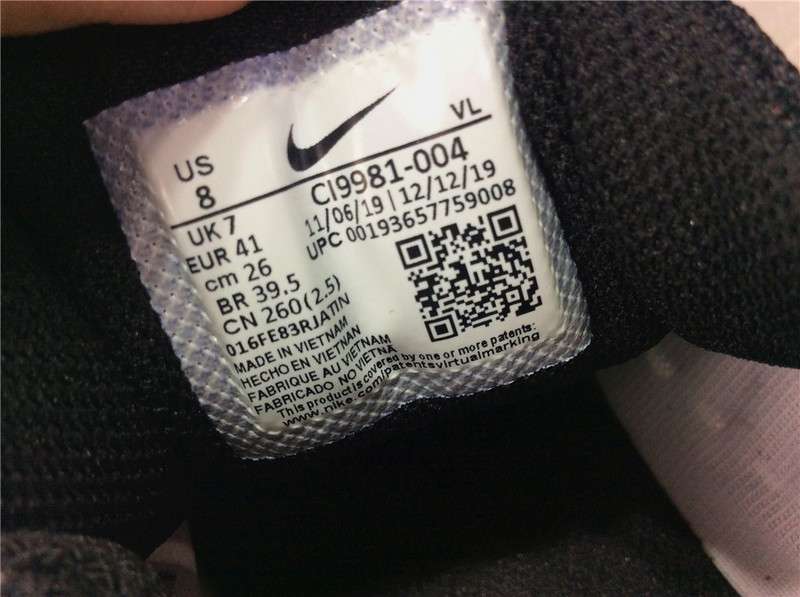 VL
US
8
CI9981-004
11/06/19 | 12/12/19
UPC 00193657759008
UK 7
EUR 41
cm 26
BR 39.5
CN 260(2.5)
016FE83RJATIN
MADE IN VIETNAM
HECHO EN VIETNAM
FABRIQUE AU VIETNAM
FABRICADO NO VIETNA
This product is covered by one or more patents:
www.nike.com/patentsvirtualmarking